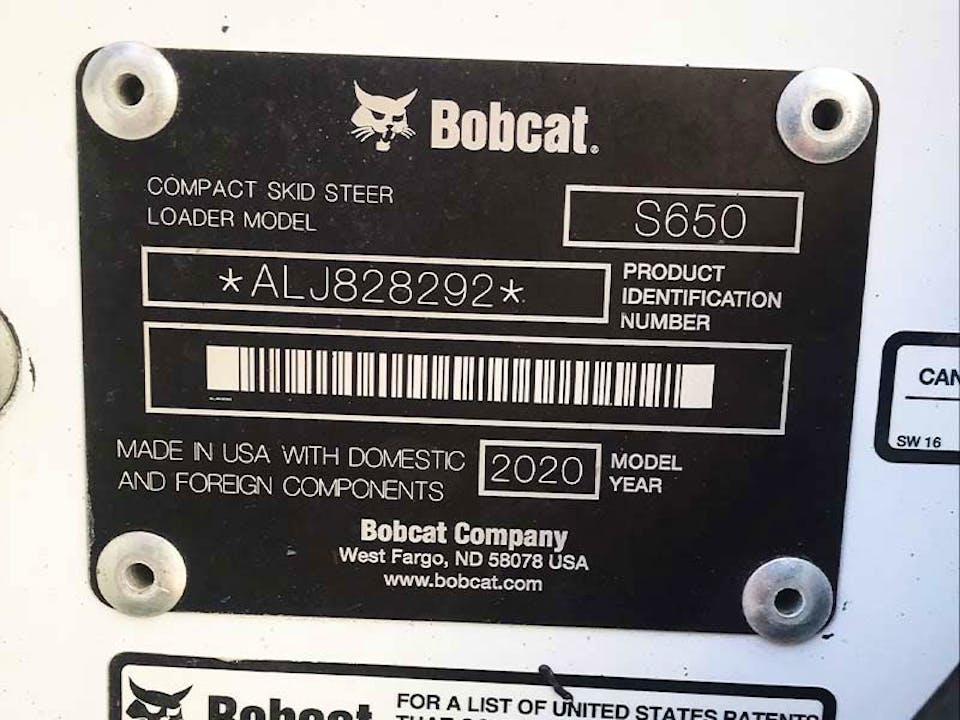 Bobcat.
COMPACT SKID STEER
LOADER MODEL
S650
*ALJ828292*
PRODUCT
IDENTIFICATION
NUMBER
MADE IN USA WITH DOMESTIC
AND FOREIGN COMPONENTS
2020
MODEL
YEAR
Bobcat Company
West Fargo, ND 58078 USA
www.bobcat.com
CAN
SW 16
Bobcat
FOR A LIST OF UNITED STATES PATENTS
THAT